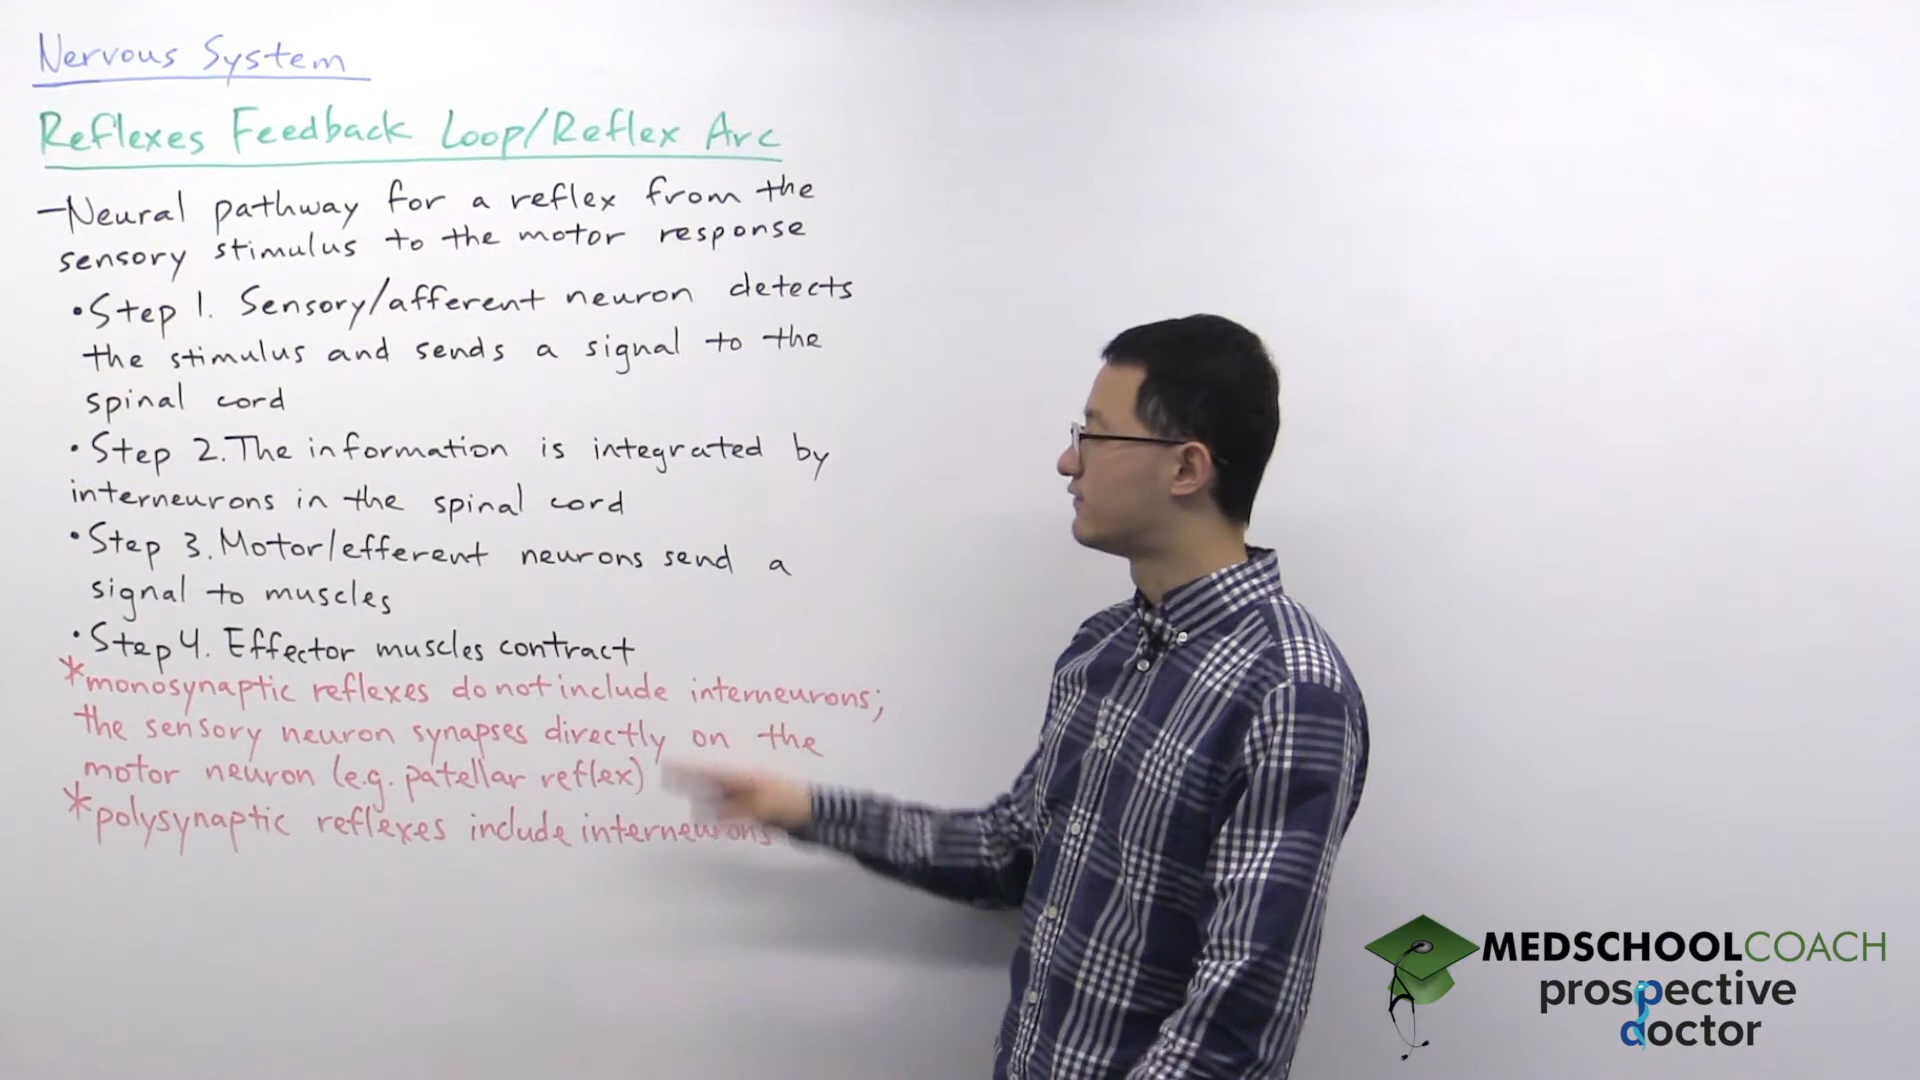 Nervous System
Reflexes Feedback Loop/Reflex Arc
-Neural pathway for a reflex from the
sensory stimulus to the motor response
•Step 1. Sensory/afferent neuron detects
the stimulus and sends a signal to the
spinal cord
•Step 2. The information is integrated by
interneurons in the spinal cord
•Step 3. Motor/efferent neurons send a
signal to muscles
•Step 4. Effector muscles contract
*monosynaptic reflexes do not include interneurons;
the sensory neuron synapses directly on the
motor neuron (e.g. patellar reflex)
*polysynaptic reflexes include interneurons
MEDSCHOOLCOACH
prospective
doctor